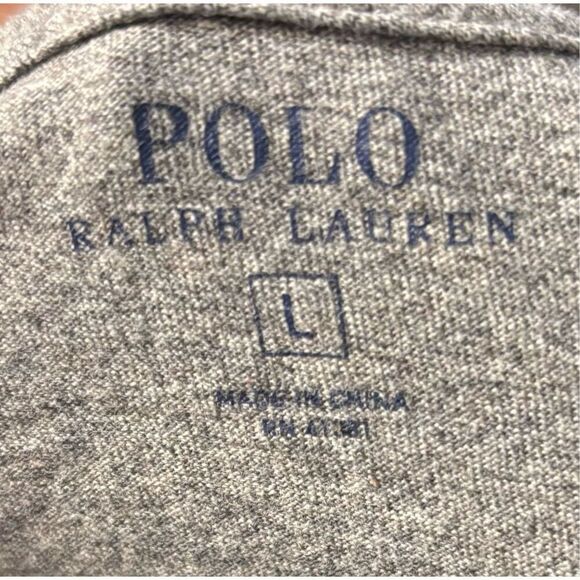 POLO
RALPH LAUREN
L
MADE IN CHINA
RN 41381